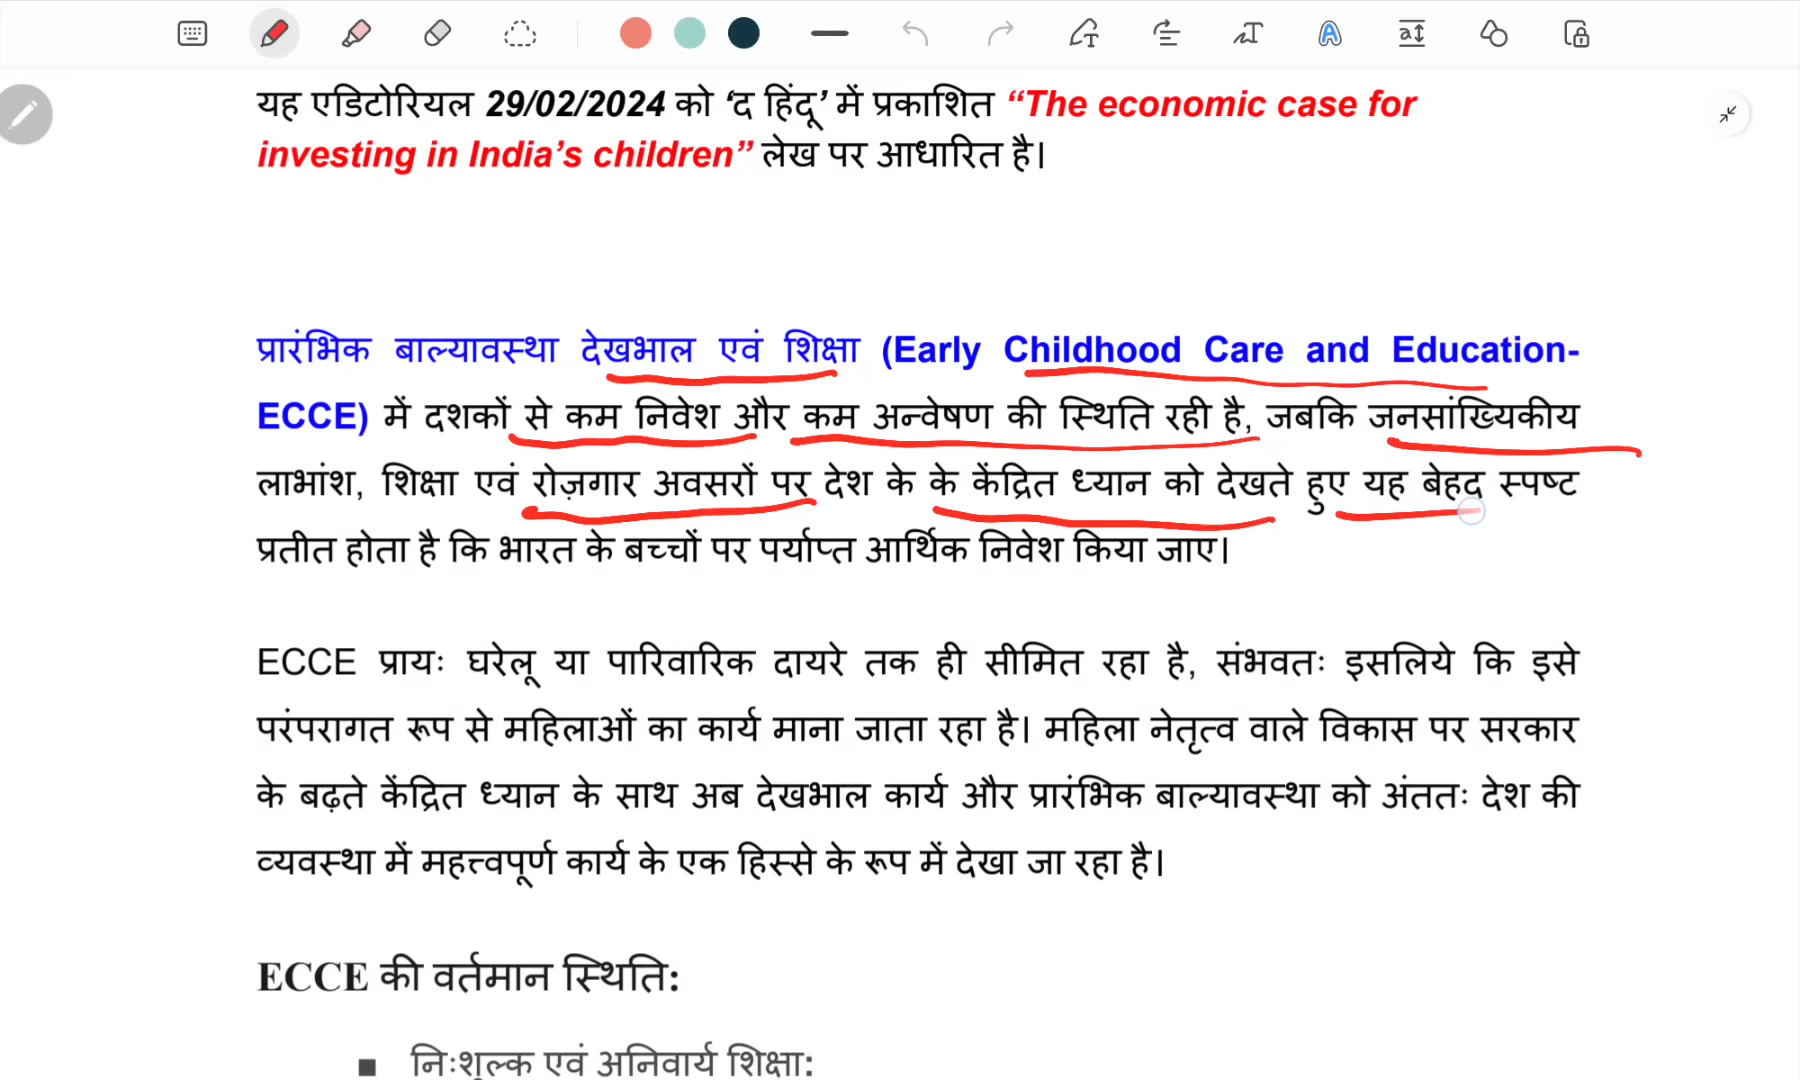 यह एडिटोरियल 29/02/2024 को ‘द हिंदू’ में प्रकाशित “The economic case for
investing in India’s children” लेख पर आधारित है।
प्रारंभिक बाल्यावस्था देखभाल एवं शिक्षा (Early Childhood Care and Education-
ECCE) में दशकों से कम निवेश और कम अन्वेषण की स्थिति रही है, जबकि जनसांख्यिकीय
लाभांश, शिक्षा एवं रोज़गार अवसरों पर देश के के केंद्रित ध्यान को देखते हुए यह बेहद स्पष्ट
प्रतीत होता है कि भारत के बच्चों पर पर्याप्त आर्थिक निवेश किया जाए।
ECCE प्रायः घरेलू या पारिवारिक दायरे तक ही सीमित रहा है, संभवतः इसलिये कि इसे
परंपरागत रूप से महिलाओं का कार्य माना जाता रहा है। महिला नेतृत्व वाले विकास पर सरकार
के बढ़ते केंद्रित ध्यान के साथ अब देखभाल कार्य और प्रारंभिक बाल्यावस्था को अंततः देश की
व्यवस्था में महत्त्वपूर्ण कार्य के एक हिस्से के रूप में देखा जा रहा है।
ECCE की वर्तमान स्थिति:
■ निःशुल्क एवं अनिवार्य शिक्षा: